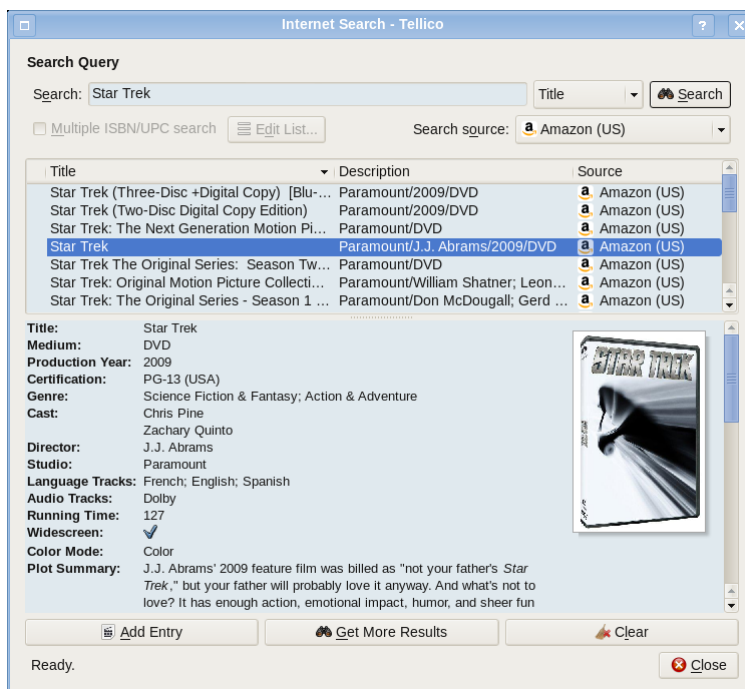 Internet Search - Tellico
?
Search Query
Search: Star Trek
Title
Search
Multiple ISBN/UPC search
Edit List...
Search source: Amazon (US)
Title Description Source
Star Trek (Three-Disc +Digital Copy) [Blu-... Paramount/2009/DVD Amazon (US)
Star Trek (Two-Disc Digital Copy Edition) Paramount/2009/DVD Amazon (US)
Star Trek: The Next Generation Motion Pi... Paramount/DVD Amazon (US)
Star Trek Paramount/J.J. Abrams/2009/DVD Amazon (US)
Star Trek The Original Series: Season Tw... Paramount/DVD Amazon (US)
Star Trek: Original Motion Picture Collecti... Paramount/William Shatner; Leon... Amazon (US)
Star Trek: The Original Series - Season 1 ... Paramount/Don McDougall; Gerd ... Amazon (US)
Title: Star Trek
Medium: DVD
Production Year: 2009
Certification: PG-13 (USA)
Genre: Science Fiction & Fantasy; Action & Adventure
Cast: Chris Pine
Zachary Quinto
Director: J.J. Abrams
Studio: Paramount
Language Tracks: French; English; Spanish
Audio Tracks: Dolby
Running Time: 127
Widescreen:
Color Mode: Color
Plot Summary: J.J. Abrams' 2009 feature film was billed as "not your father's Star
Trek," but your father will probably love it anyway. And what's not to
love? It has enough action, emotional impact, humor, and sheer fun
STAR TREK
Add Entry
Get More Results
Clear
Ready.
Close